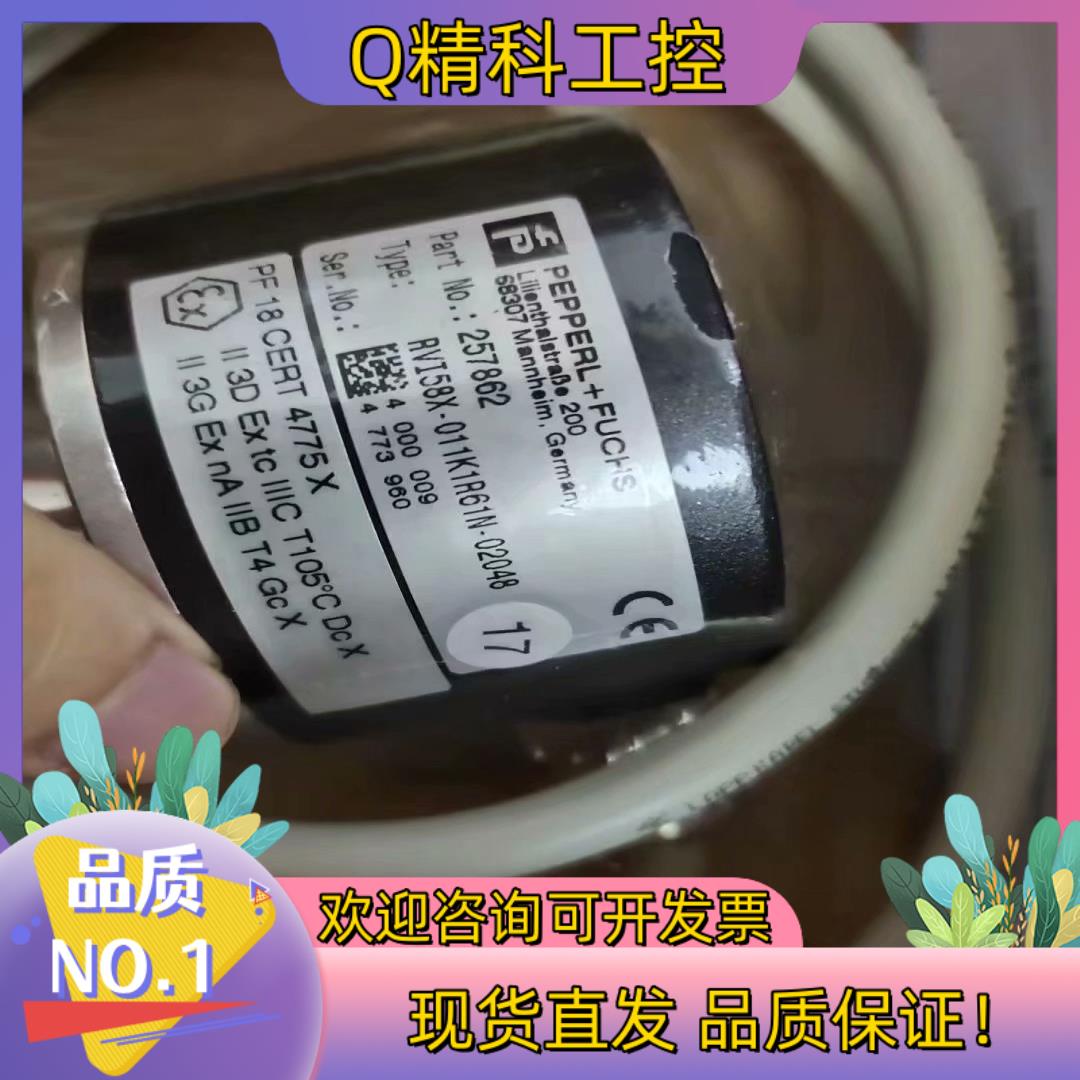 Q精科工控
PEPPERL+FUCHS
Lilienthalstraße 200
68307 Mannheim, Germany
Part No.: 257862
Type: RVI58X-011K1R61N-02048
Ser.No.: 4 000 009
4 773 960
17
CE
PF 18 CERT 4775 X
Ex II 3D Ex tc IIIC T105°C Dc X
II 3G Ex nA IIB T4 Gc X
品质
NO.1
欢迎咨询可开发票
现货直发 品质保证!